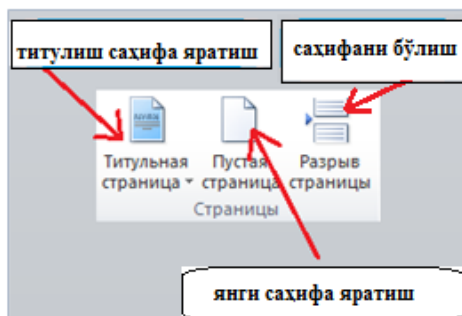 титулиш саҳифа яратиш
саҳифани бўлиш
Титульная страница
Пустая страница
Разрыв страницы
Страницы
янги саҳифа яратиш